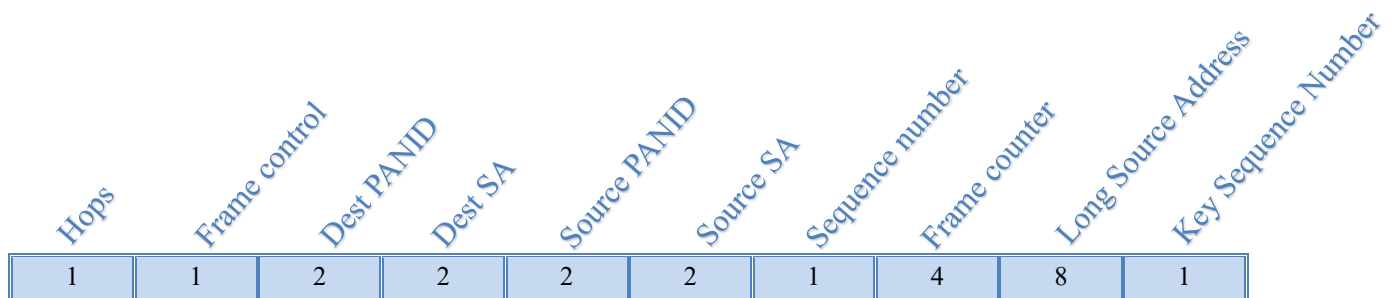 Hops
Frame control
Dest PANID
Dest SA
Source PANID
Source SA
Sequence number
Frame counter
Long Source Address
Key Sequence Number
1 1 2 2 2 2 1 4 8 1